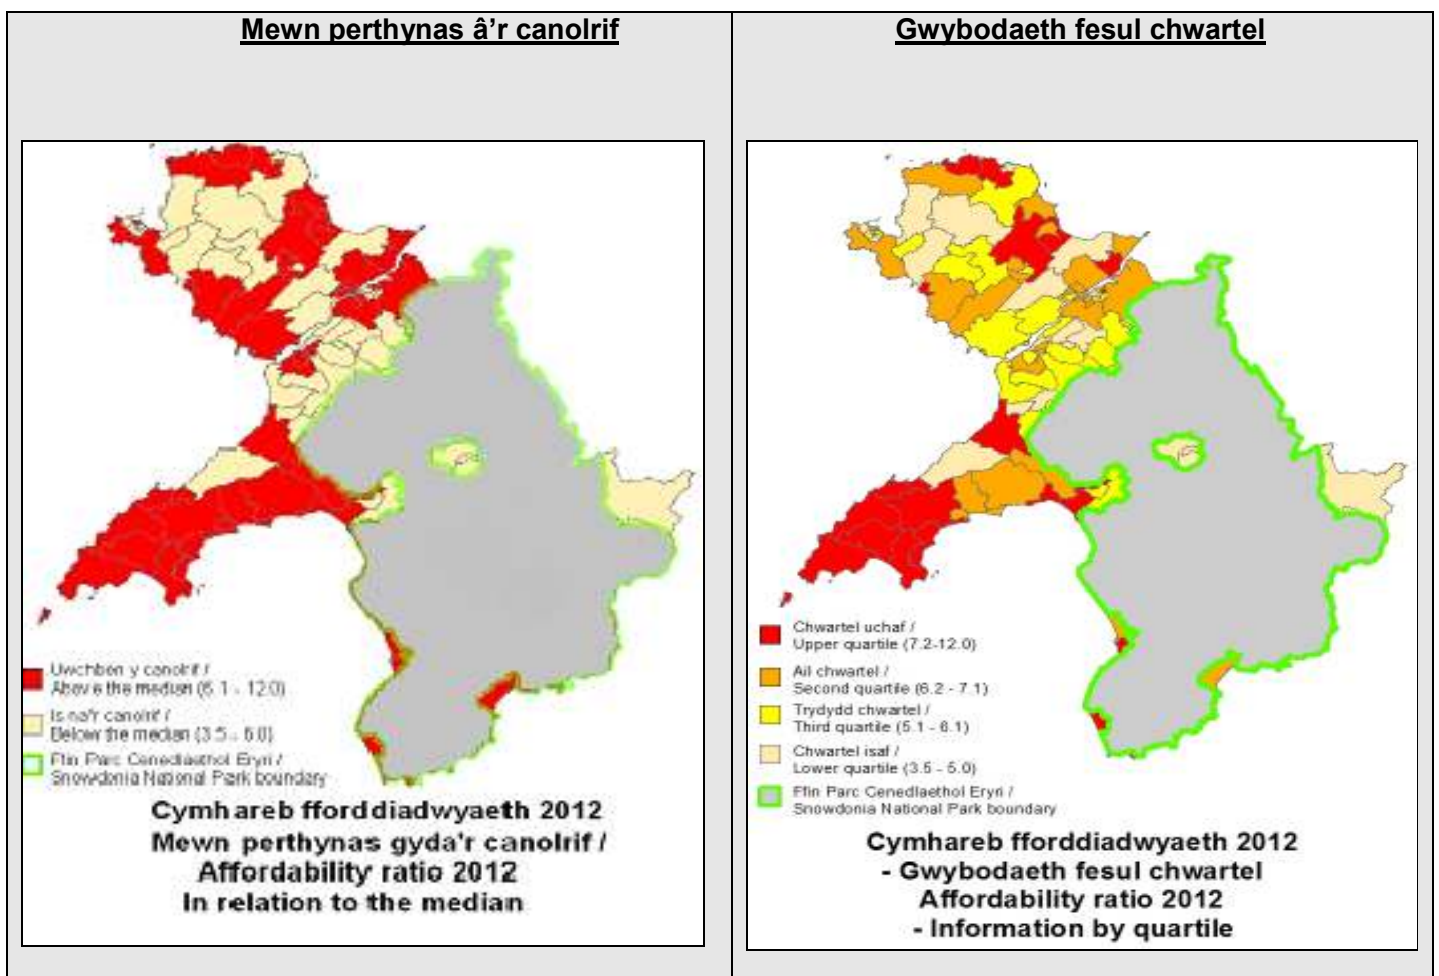 Mewn perthynas â’r canolrif
Uwchben y canolrif /
Above the median (6.1 - 12.0)
Is na'r canolrif /
Below the median (3.5 - 6.0)
Ffin Parc Cenedlaethol Eryri /
Snowdonia National Park boundary
Cymhareb fforddiadwyaeth 2012
Mewn perthynas gyda'r canolrif /
Affordability ratio 2012
In relation to the median
Gwybodaeth fesul chwartel
Chwartel uchaf /
Upper quartile (7.2-12.0)
Ail chwartel /
Second quartile (6.2 - 7.1)
Trydydd chwartel /
Third quartile (5.1 - 6.1)
Chwartel isaf /
Lower quartile (3.5 - 5.0)
Ffin Parc Cenedlaethol Eryri /
Snowdonia National Park boundary
Cymhareb fforddiadwyaeth 2012
- Gwybodaeth fesul chwartel
Affordability ratio 2012
- Information by quartile